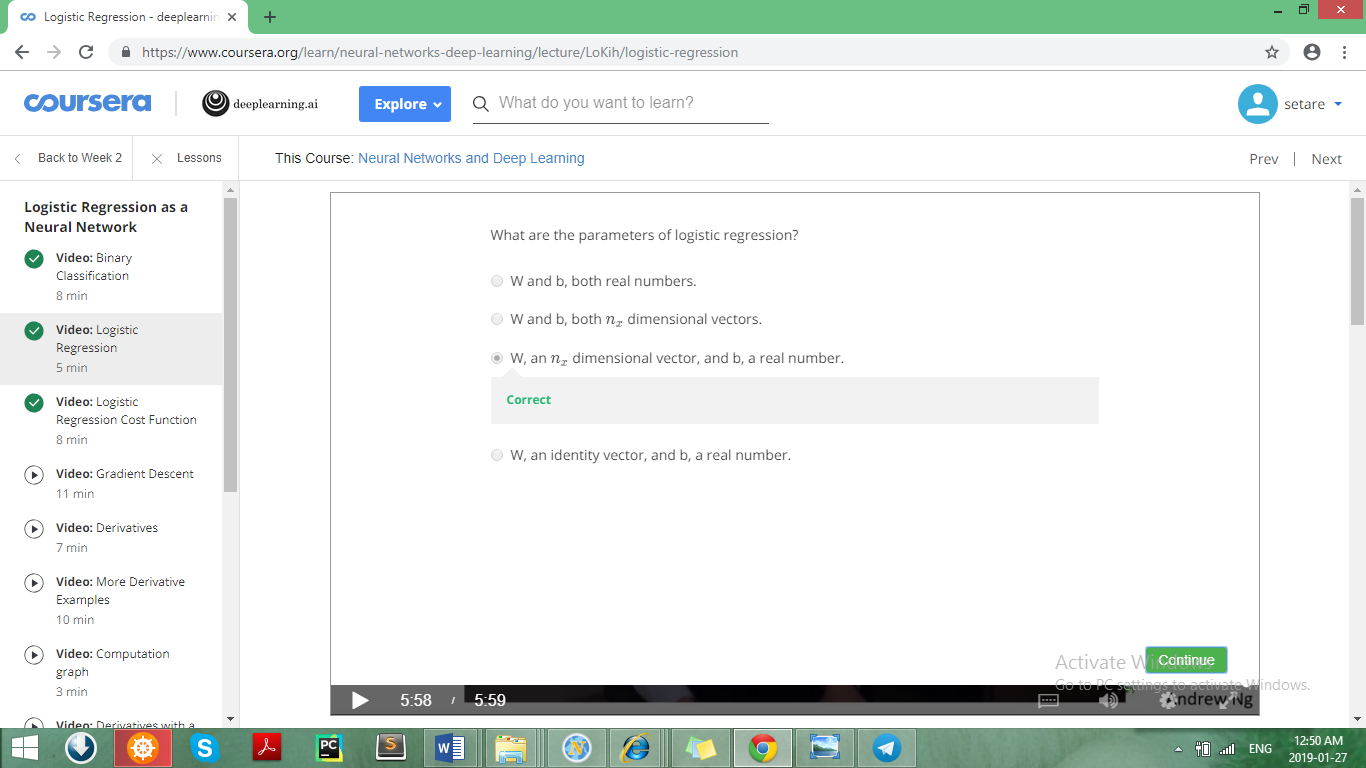 Logistic Regression - deeplearnin
https://www.coursera.org/learn/neural-networks-deep-learning/lecture/LoKih/logistic-regression
coursera
deeplearning.ai
Explore
What do you want to learn?
setare
Back to Week 2
Lessons
This Course: Neural Networks and Deep Learning
Prev | Next
Logistic Regression as a
Neural Network
Video: Binary
Classification
8 min
Video: Logistic
Regression
5 min
Video: Logistic
Regression Cost Function
8 min
Video: Gradient Descent
11 min
Video: Derivatives
7 min
Video: More Derivative
Examples
10 min
Video: Computation
graph
3 min
Video: Derivatives with a
What are the parameters of logistic regression?
W and b, both real numbers.
W and b, both nₓ dimensional vectors.
W, an nₓ dimensional vector, and b, a real number.
Correct
W, an identity vector, and b, a real number.
Continue
Activate Windows
Go to PC settings to activate Windows.
5:58 / 5:59
Andrew Ng
PC
S
W
ENG
12:50 AM
2019-01-27